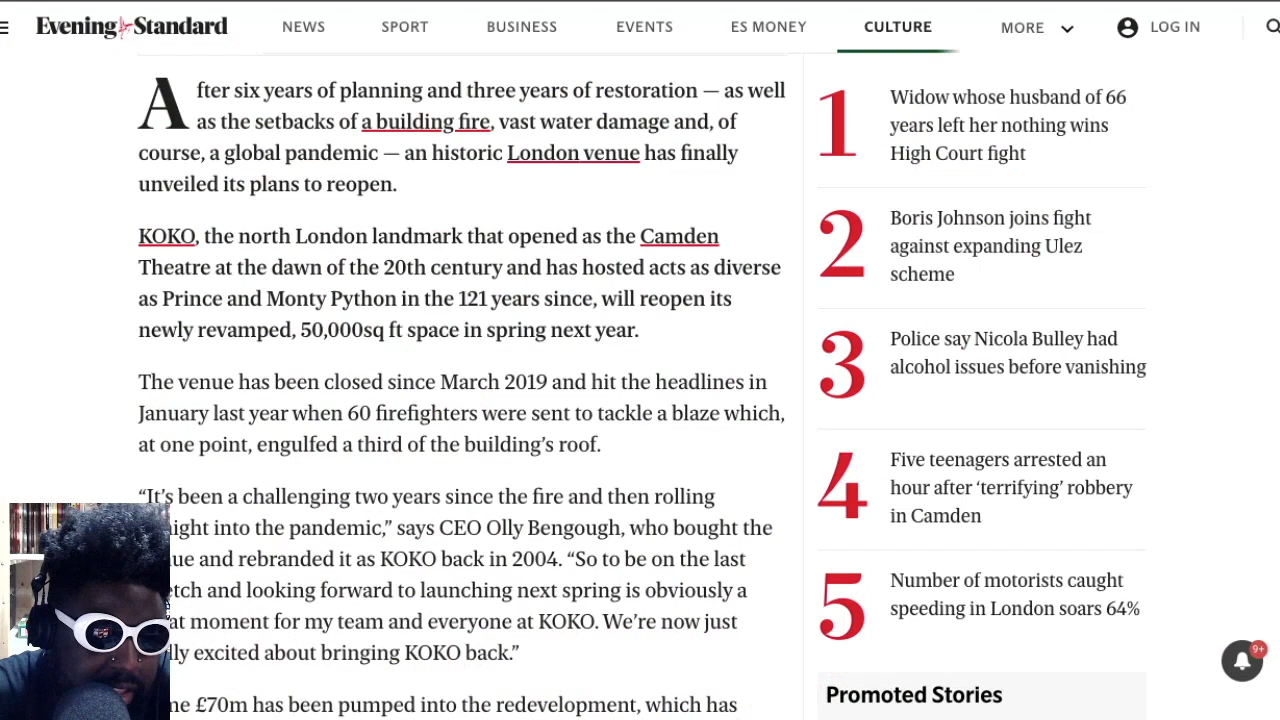 Evening Standard
NEWS
SPORT
BUSINESS
EVENTS
ES MONEY
CULTURE
MORE
LOG IN
After six years of planning and three years of restoration — as well
as the setbacks of a building fire, vast water damage and, of
course, a global pandemic — an historic London venue has finally
unveiled its plans to reopen.
KOKO, the north London landmark that opened as the Camden
Theatre at the dawn of the 20th century and has hosted acts as diverse
as Prince and Monty Python in the 121 years since, will reopen its
newly revamped, 50,000sq ft space in spring next year.
The venue has been closed since March 2019 and hit the headlines in
January last year when 60 firefighters were sent to tackle a blaze which,
at one point, engulfed a third of the building's roof.
“It's been a challenging two years since the fire and then rolling
ight into the pandemic,” says CEO Olly Bengough, who bought the
ue and rebranded it as KOKO back in 2004. “So to be on the last
etch and looking forward to launching next spring is obviously a
at moment for my team and everyone at KOKO. We're now just
lly excited about bringing KOKO back.”
ne £70m has been pumped into the redevelopment, which has
1
Widow whose husband of 66
years left her nothing wins
High Court fight
2
Boris Johnson joins fight
against expanding Ulez
scheme
3
Police say Nicola Bulley had
alcohol issues before vanishing
4
Five teenagers arrested an
hour after ‘terrifying’ robbery
in Camden
5
Number of motorists caught
speeding in London soars 64%
9+
Promoted Stories